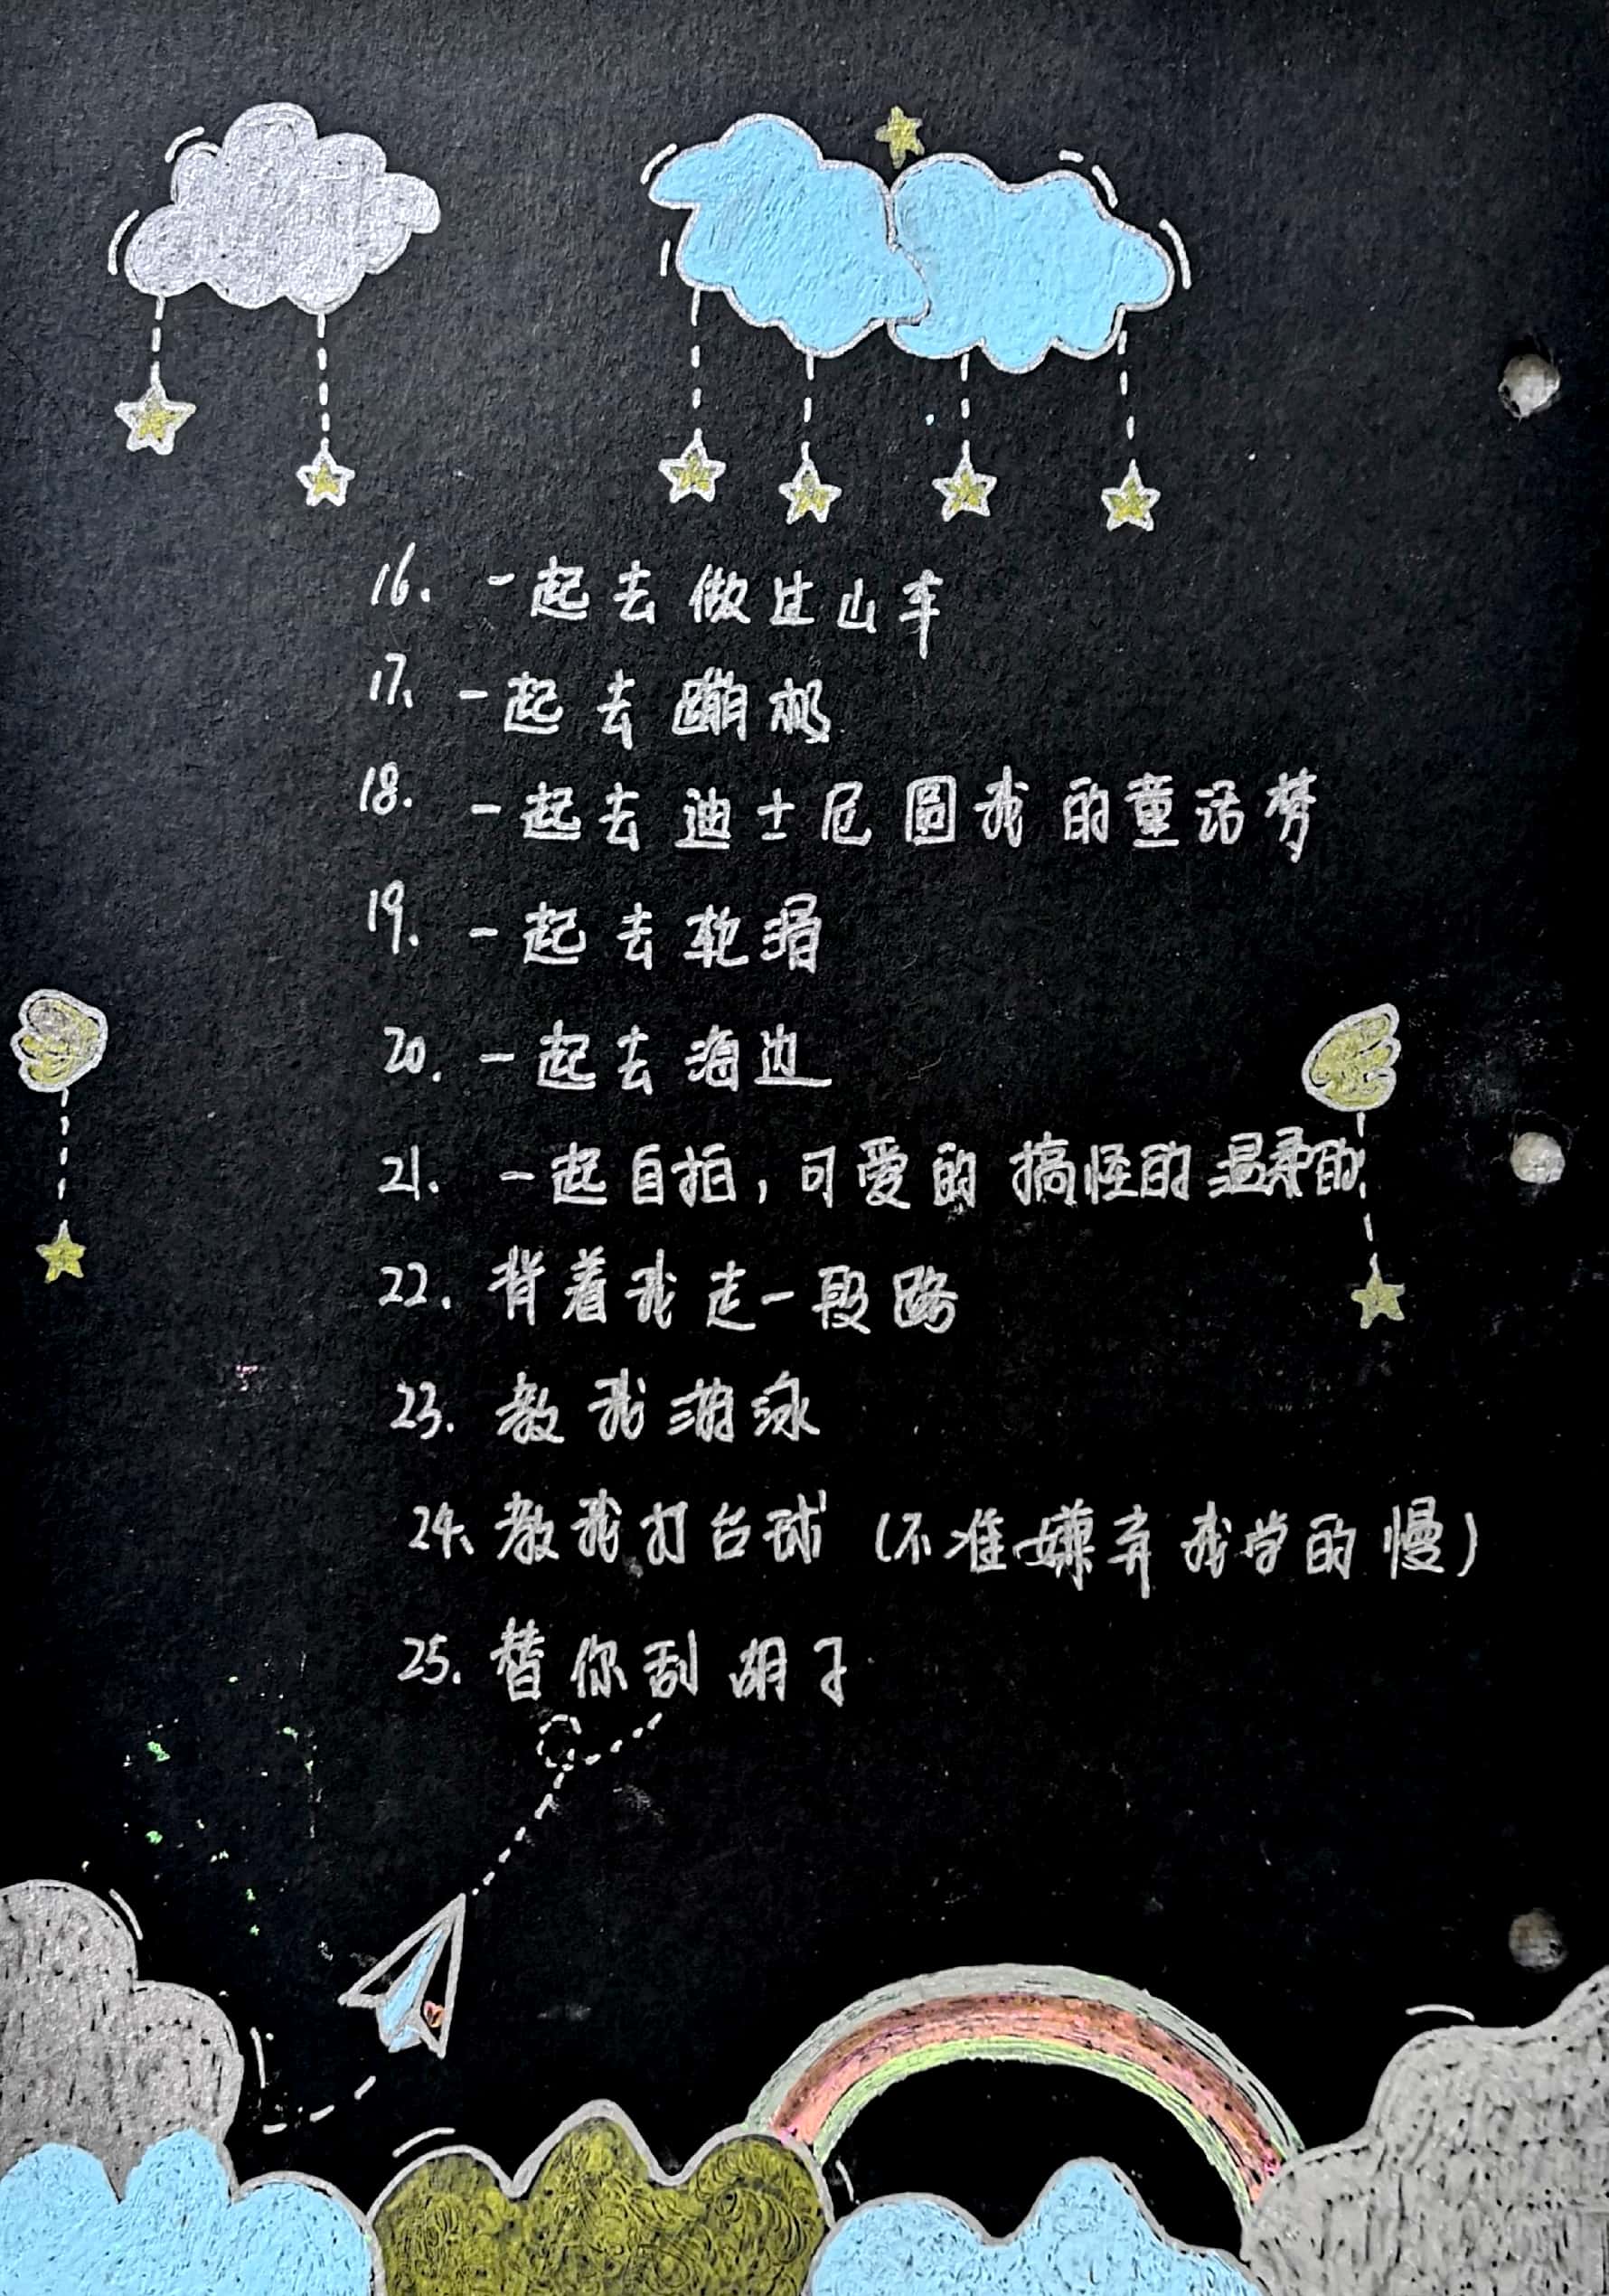 16. 一起去做过山车
17. 一起去蹦极
18. 一起去迪士尼圆我的童话梦
19. 一起去轮滑
20. 一起去海边
21. 一起自拍，可爱的搞怪的温柔的
22. 背着我走一段路
23. 教我游泳
24. 教我打台球（不准嫌弃我学的慢）
25. 替你刮胡子